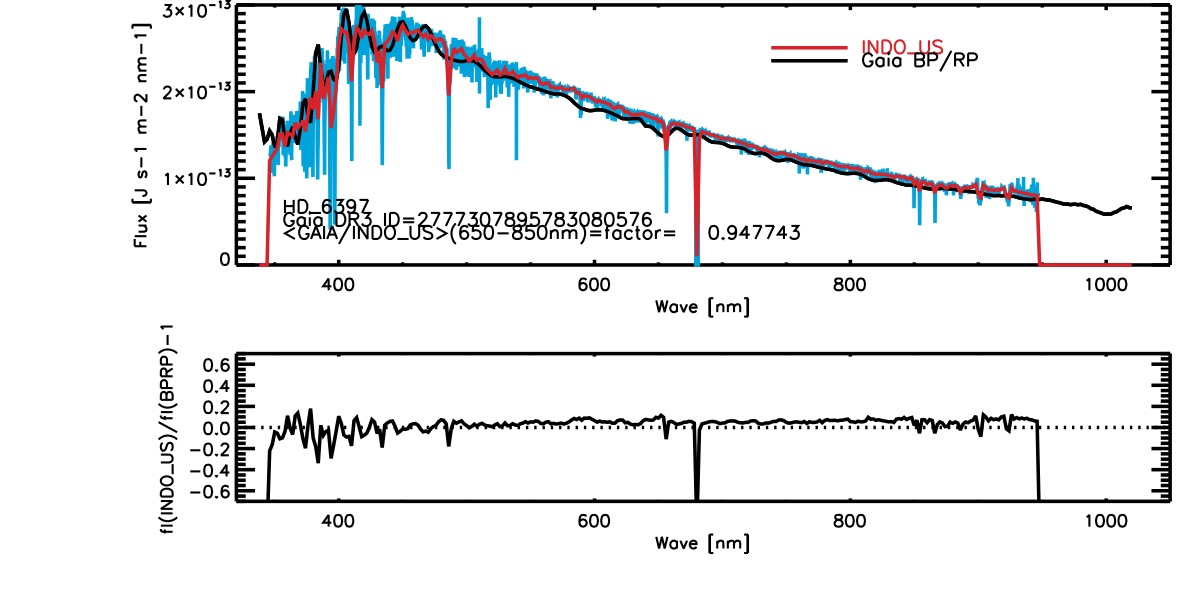 3×10−13
2×10−13
1×10−13
0
Flux [J s−1 m−2 nm−1]
INDO_US
Gaia BP/RP
HD_6397
Gaia DR3 ID=2777307895783080576
<GAIA/INDO_US>(650−850nm)=factor= 0.947743
400 600 800 1000
Wave [nm]
fl(INDO_US)/fl(BPRP)−1
0.6
0.4
0.2
0.0
−0.2
−0.4
−0.6
400 600 800 1000
Wave [nm]